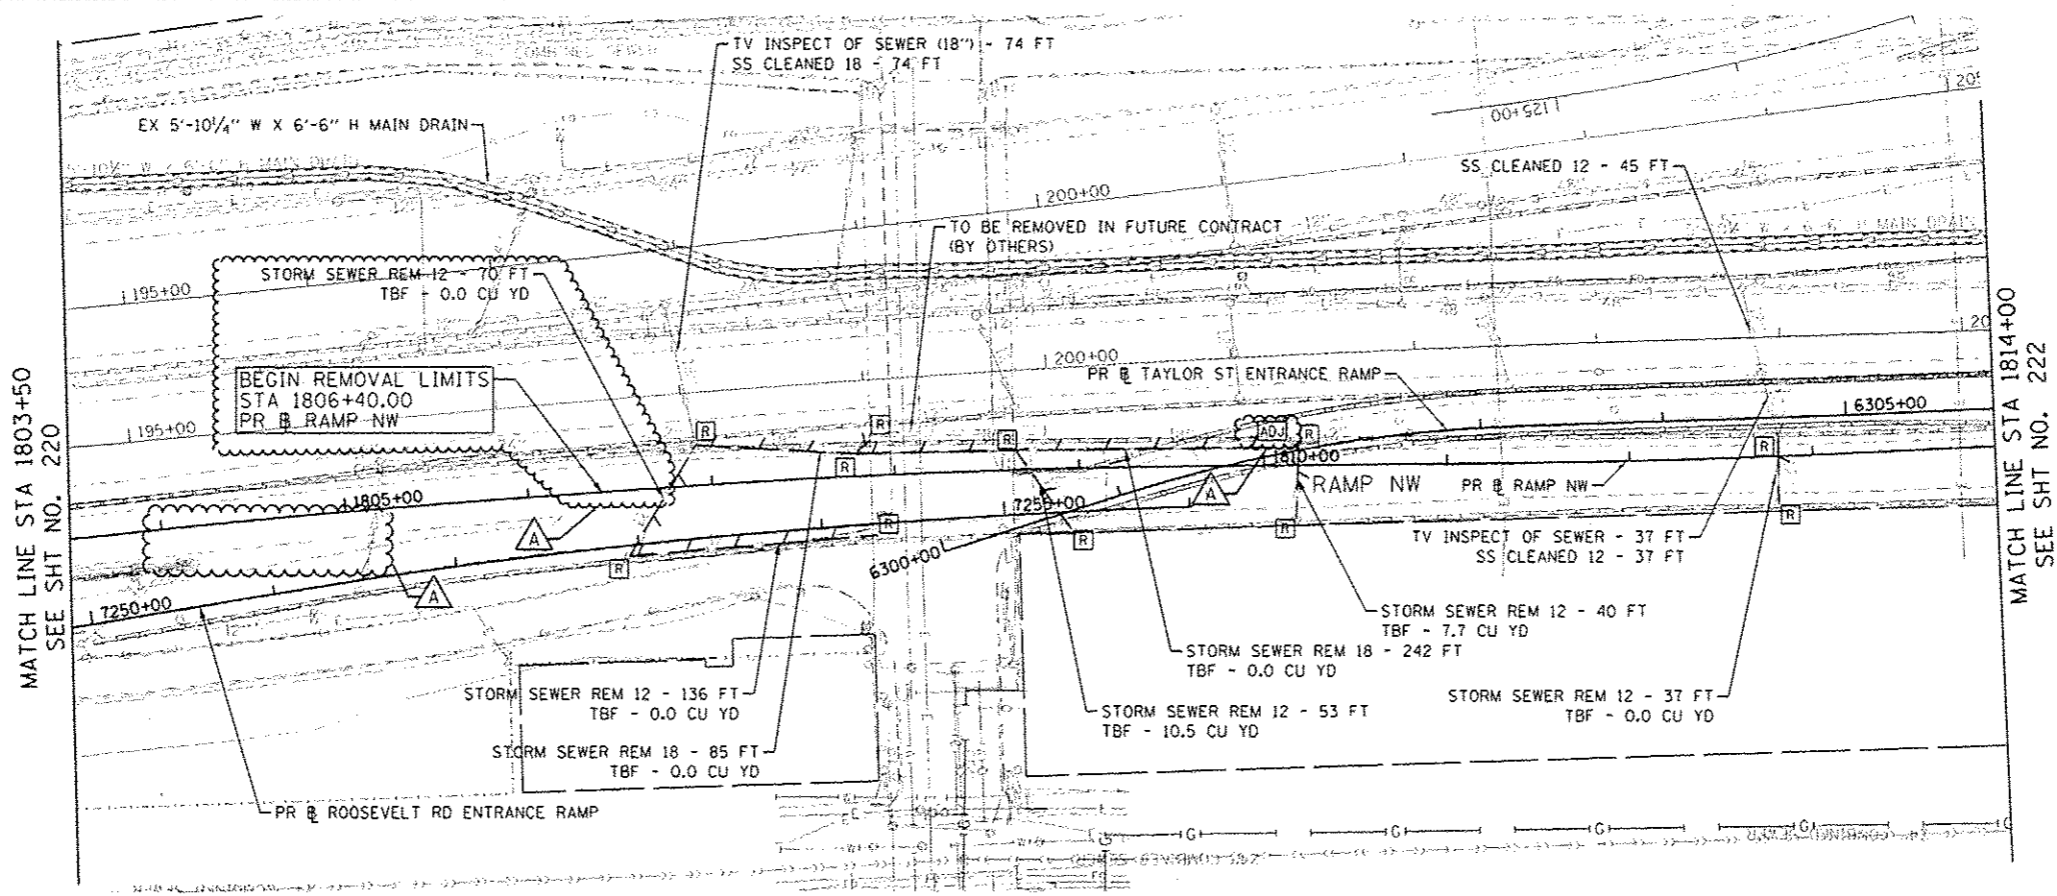 TV INSPECT OF SEWER (18") - 74 FT
SS CLEANED 18 - 74 FT
EX 5'-10¼" W X 6'-6" H MAIN DRAIN
1125+00
SS CLEANED 12 - 45 FT
200+00
TO BE REMOVED IN FUTURE CONTRACT
(BY OTHERS)
W X 6'-6" H MAIN DRAIN
STORM SEWER REM 12 - 70 FT
TBF - 0.0 CU YD
195+00
BEGIN REMOVAL LIMITS
STA 1806+40.00
PR ℄ RAMP NW
200+00
PR ℄ TAYLOR ST ENTRANCE RAMP
195+00
6305+00
R
R
R
R
ADJ
R
R
1805+00
1810+00
RAMP NW
PR ℄ RAMP NW
7255+00
A
A
A
R
R
R
R
R
TV INSPECT OF SEWER - 37 FT
SS CLEANED 12 - 37 FT
6300+00
7250+00
STORM SEWER REM 12 - 40 FT
TBF - 7.7 CU YD
STORM SEWER REM 18 - 242 FT
TBF - 0.0 CU YD
STORM SEWER REM 12 - 136 FT
TBF - 0.0 CU YD
STORM SEWER REM 12 - 53 FT
TBF - 10.5 CU YD
STORM SEWER REM 12 - 37 FT
TBF - 0.0 CU YD
STORM SEWER REM 18 - 85 FT
TBF - 0.0 CU YD
PR ℄ ROOSEVELT RD ENTRANCE RAMP
G
G
G
G
MATCH LINE STA 1803+50
SEE SHT NO. 220
MATCH LINE STA 1814+00
SEE SHT NO. 222